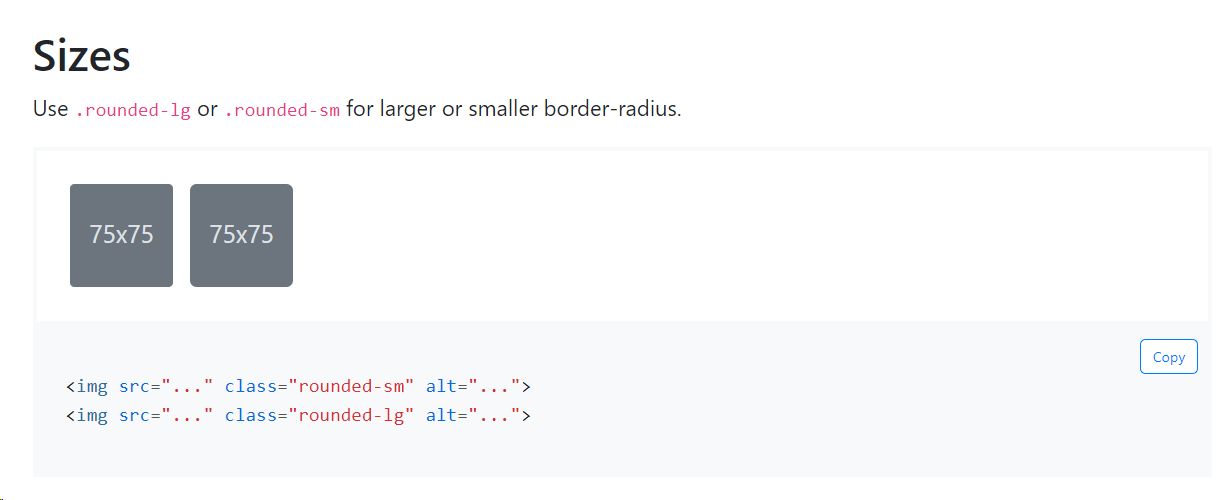 Sizes
Use .rounded-lg or .rounded-sm for larger or smaller border-radius.
75x75 75x75
Copy
<img src="..." class="rounded-sm" alt="...">
<img src="..." class="rounded-lg" alt="...">